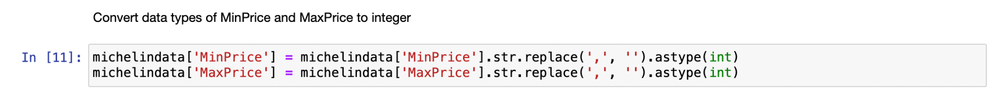 Convert data types of MinPrice and MaxPrice to integer
In [11]: michelindata['MinPrice'] = michelindata['MinPrice'].str.replace(',', '').astype(int)
michelindata['MaxPrice'] = michelindata['MaxPrice'].str.replace(',', '').astype(int)